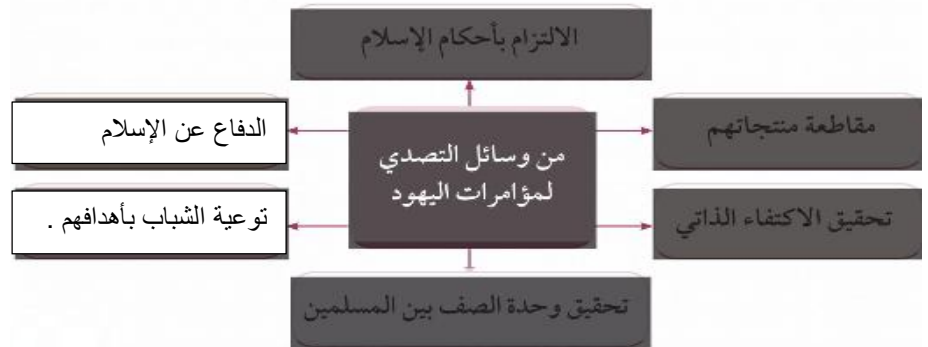 الالتزام بأحكام الإسلام
مقاطعة منتجاتهم
الدفاع عن الإسلام
من وسائل التصدي
لمؤامرات اليهود
تحقيق الاكتفاء الذاتي
توعية الشباب بأهدافهم .
تحقيق وحدة الصف بين المسلمين